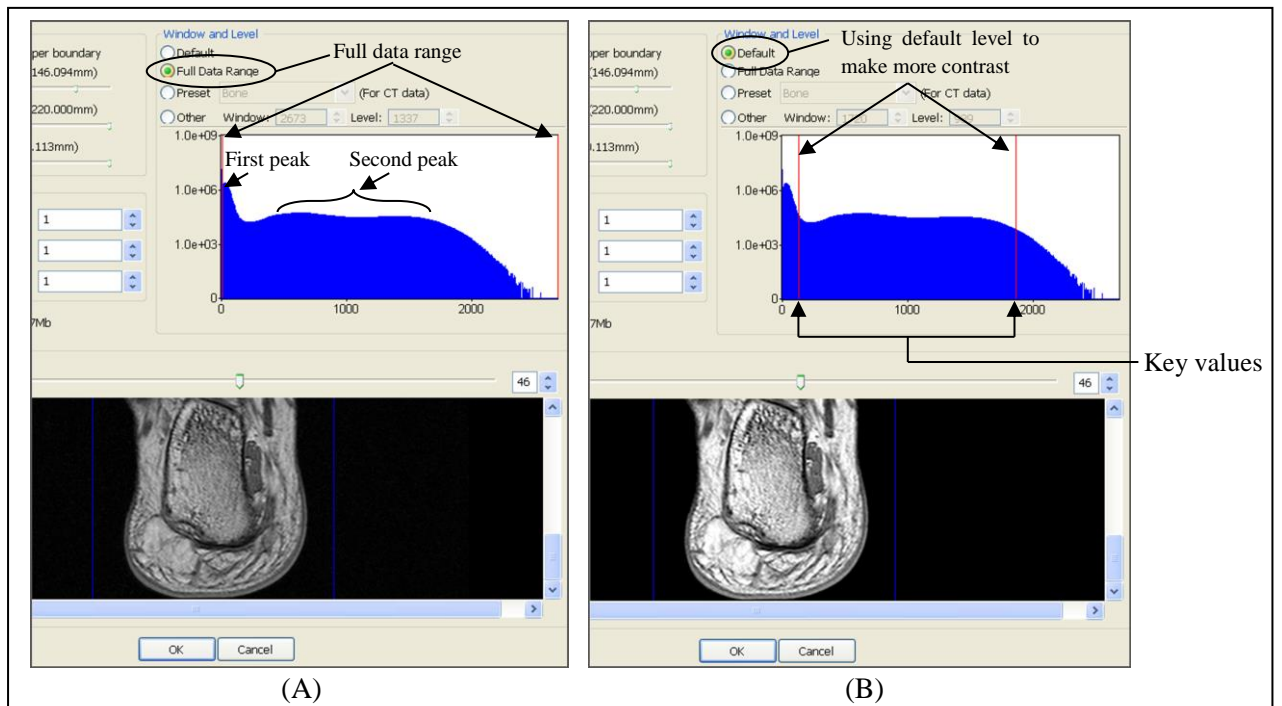 Window and Level
Default
Full Data Range
Preset Bone (For CT data)
Other Window: 2673 Level: 1337
per boundary
(146.094mm)
(220.000mm)
.113mm)
1
1
1
7Mb
Full data range
First peak
Second peak
1.0e+09
1.0e+06
1.0e+03
0
0 1000 2000
46
OK Cancel
(A)
Window and Level
Default
Full Data Range
Preset Bone (For CT data)
Other Window: Level:
per boundary
(146.094mm)
(220.000mm)
.113mm)
1
1
1
7Mb
Using default level to
make more contrast
1.0e+09
1.0e+06
1.0e+03
0
0 1000 2000
Key values
46
OK Cancel
(B)